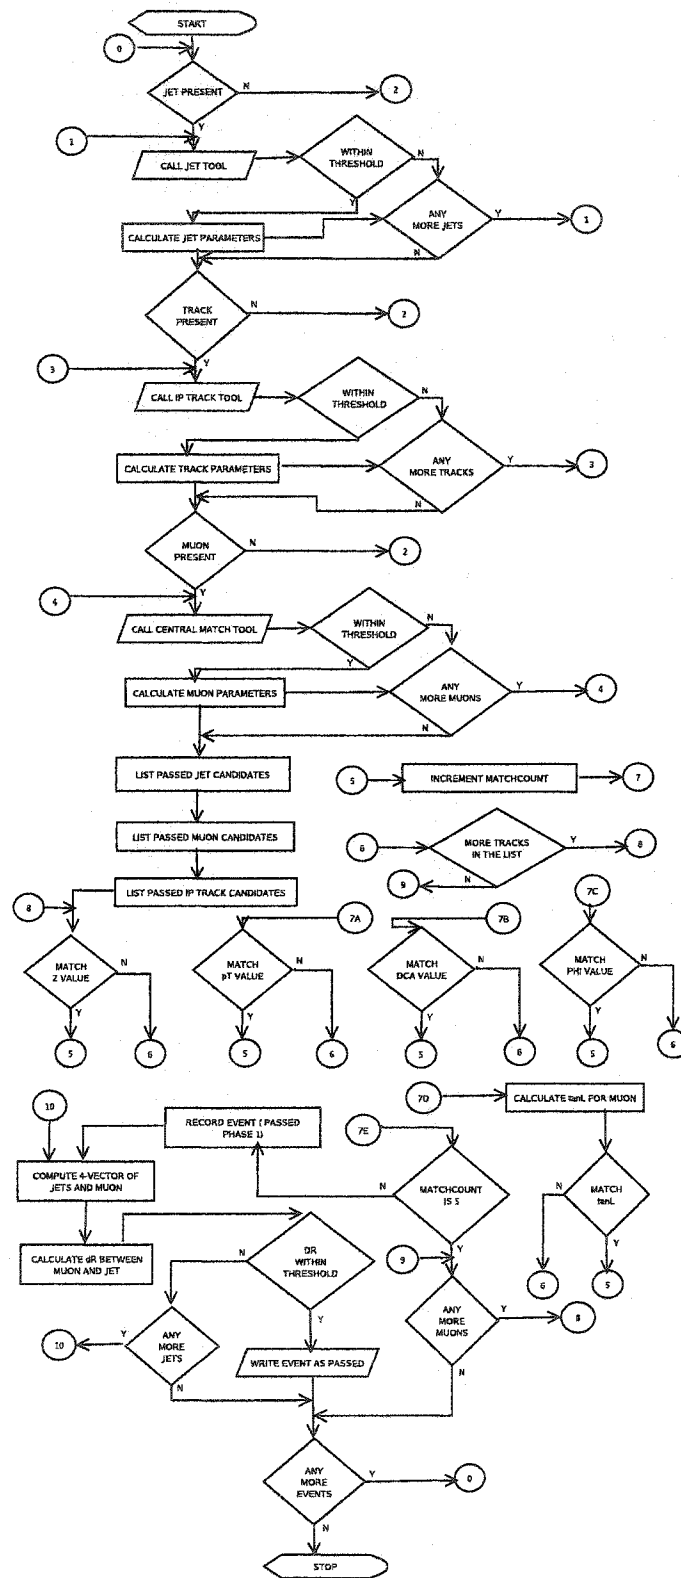 START
0
JET PRESENT
N
2
Y
1
CALL JET TOOL
WITHIN
THRESHOLD
N
Y
ANY
MORE JETS
Y
1
CALCULATE JET PARAMETERS
N
TRACK
PRESENT
N
2
Y
3
CALL IP TRACK TOOL
WITHIN
THRESHOLD
N
ANY
MORE TRACKS
Y
3
CALCULATE TRACK PARAMETERS
N
MUON
PRESENT
N
2
Y
4
CALL CENTRAL MATCH TOOL
WITHIN
THRESHOLD
N
Y
ANY
MORE MUONS
Y
4
CALCULATE MUON PARAMETERS
N
LIST PASSED JET CANDIDATES
5
INCREMENT MATCHCOUNT
7
LIST PASSED MUON CANDIDATES
6
MORE TRACKS
IN THE LIST
Y
8
N
9
LIST PASSED IP TRACK CANDIDATES
8
7A
7B
7C
MATCH
Z VALUE
N
Y
5
6
MATCH
pT VALUE
N
Y
5
6
MATCH
DCA VALUE
N
Y
5
6
MATCH
PHI VALUE
N
Y
5
6
10
RECORD EVENT ( PASSED
PHASE 1)
7E
7D
CALCULATE tanL FOR MUON
COMPUTE 4-VECTOR OF
JETS AND MUON
N
MATCHCOUNT
IS 5
Y
N
MATCH
tanL
Y
6
5
CALCULATE dR BETWEEN
MUON AND JET
N
DR
WITHIN
THRESHOLD
Y
9
ANY
MORE
MUONS
Y
8
N
10
Y
ANY
MORE
JETS
N
WRITE EVENT AS PASSED
ANY
MORE
EVENTS
Y
0
N
STOP